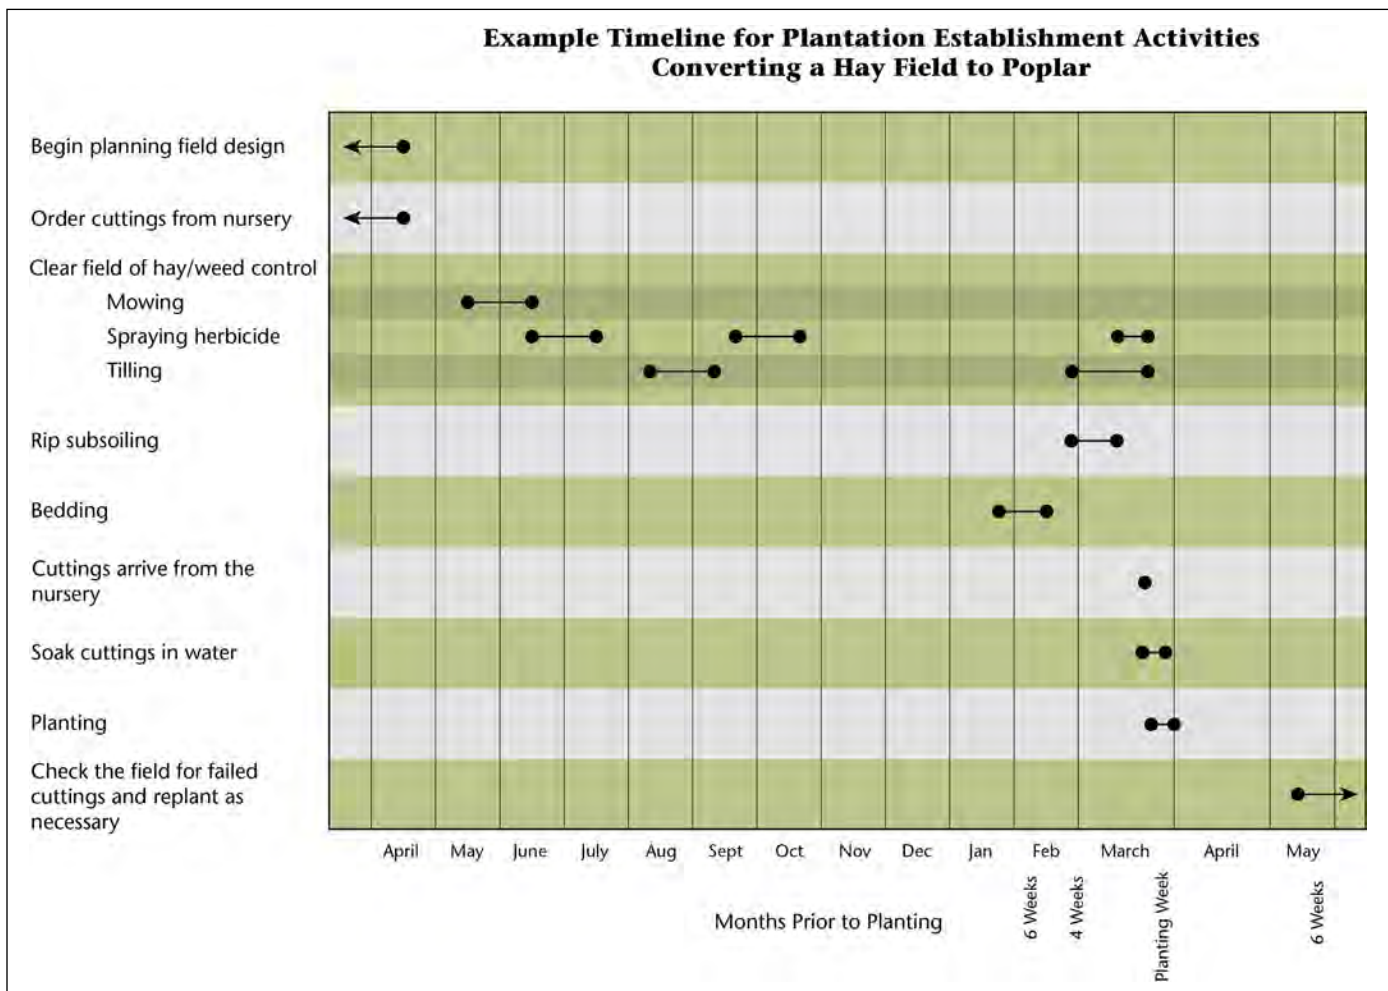 Example Timeline for Plantation Establishment Activities
Converting a Hay Field to Poplar
Begin planning field design
Order cuttings from nursery
Clear field of hay/weed control
Mowing
Spraying herbicide
Tilling
Rip subsoiling
Bedding
Cuttings arrive from the
nursery
Soak cuttings in water
Planting
Check the field for failed
cuttings and replant as
necessary
April May June July Aug Sept Oct Nov Dec Jan Feb March April May
6 Weeks
4 Weeks
Planting Week
6 Weeks
Months Prior to Planting